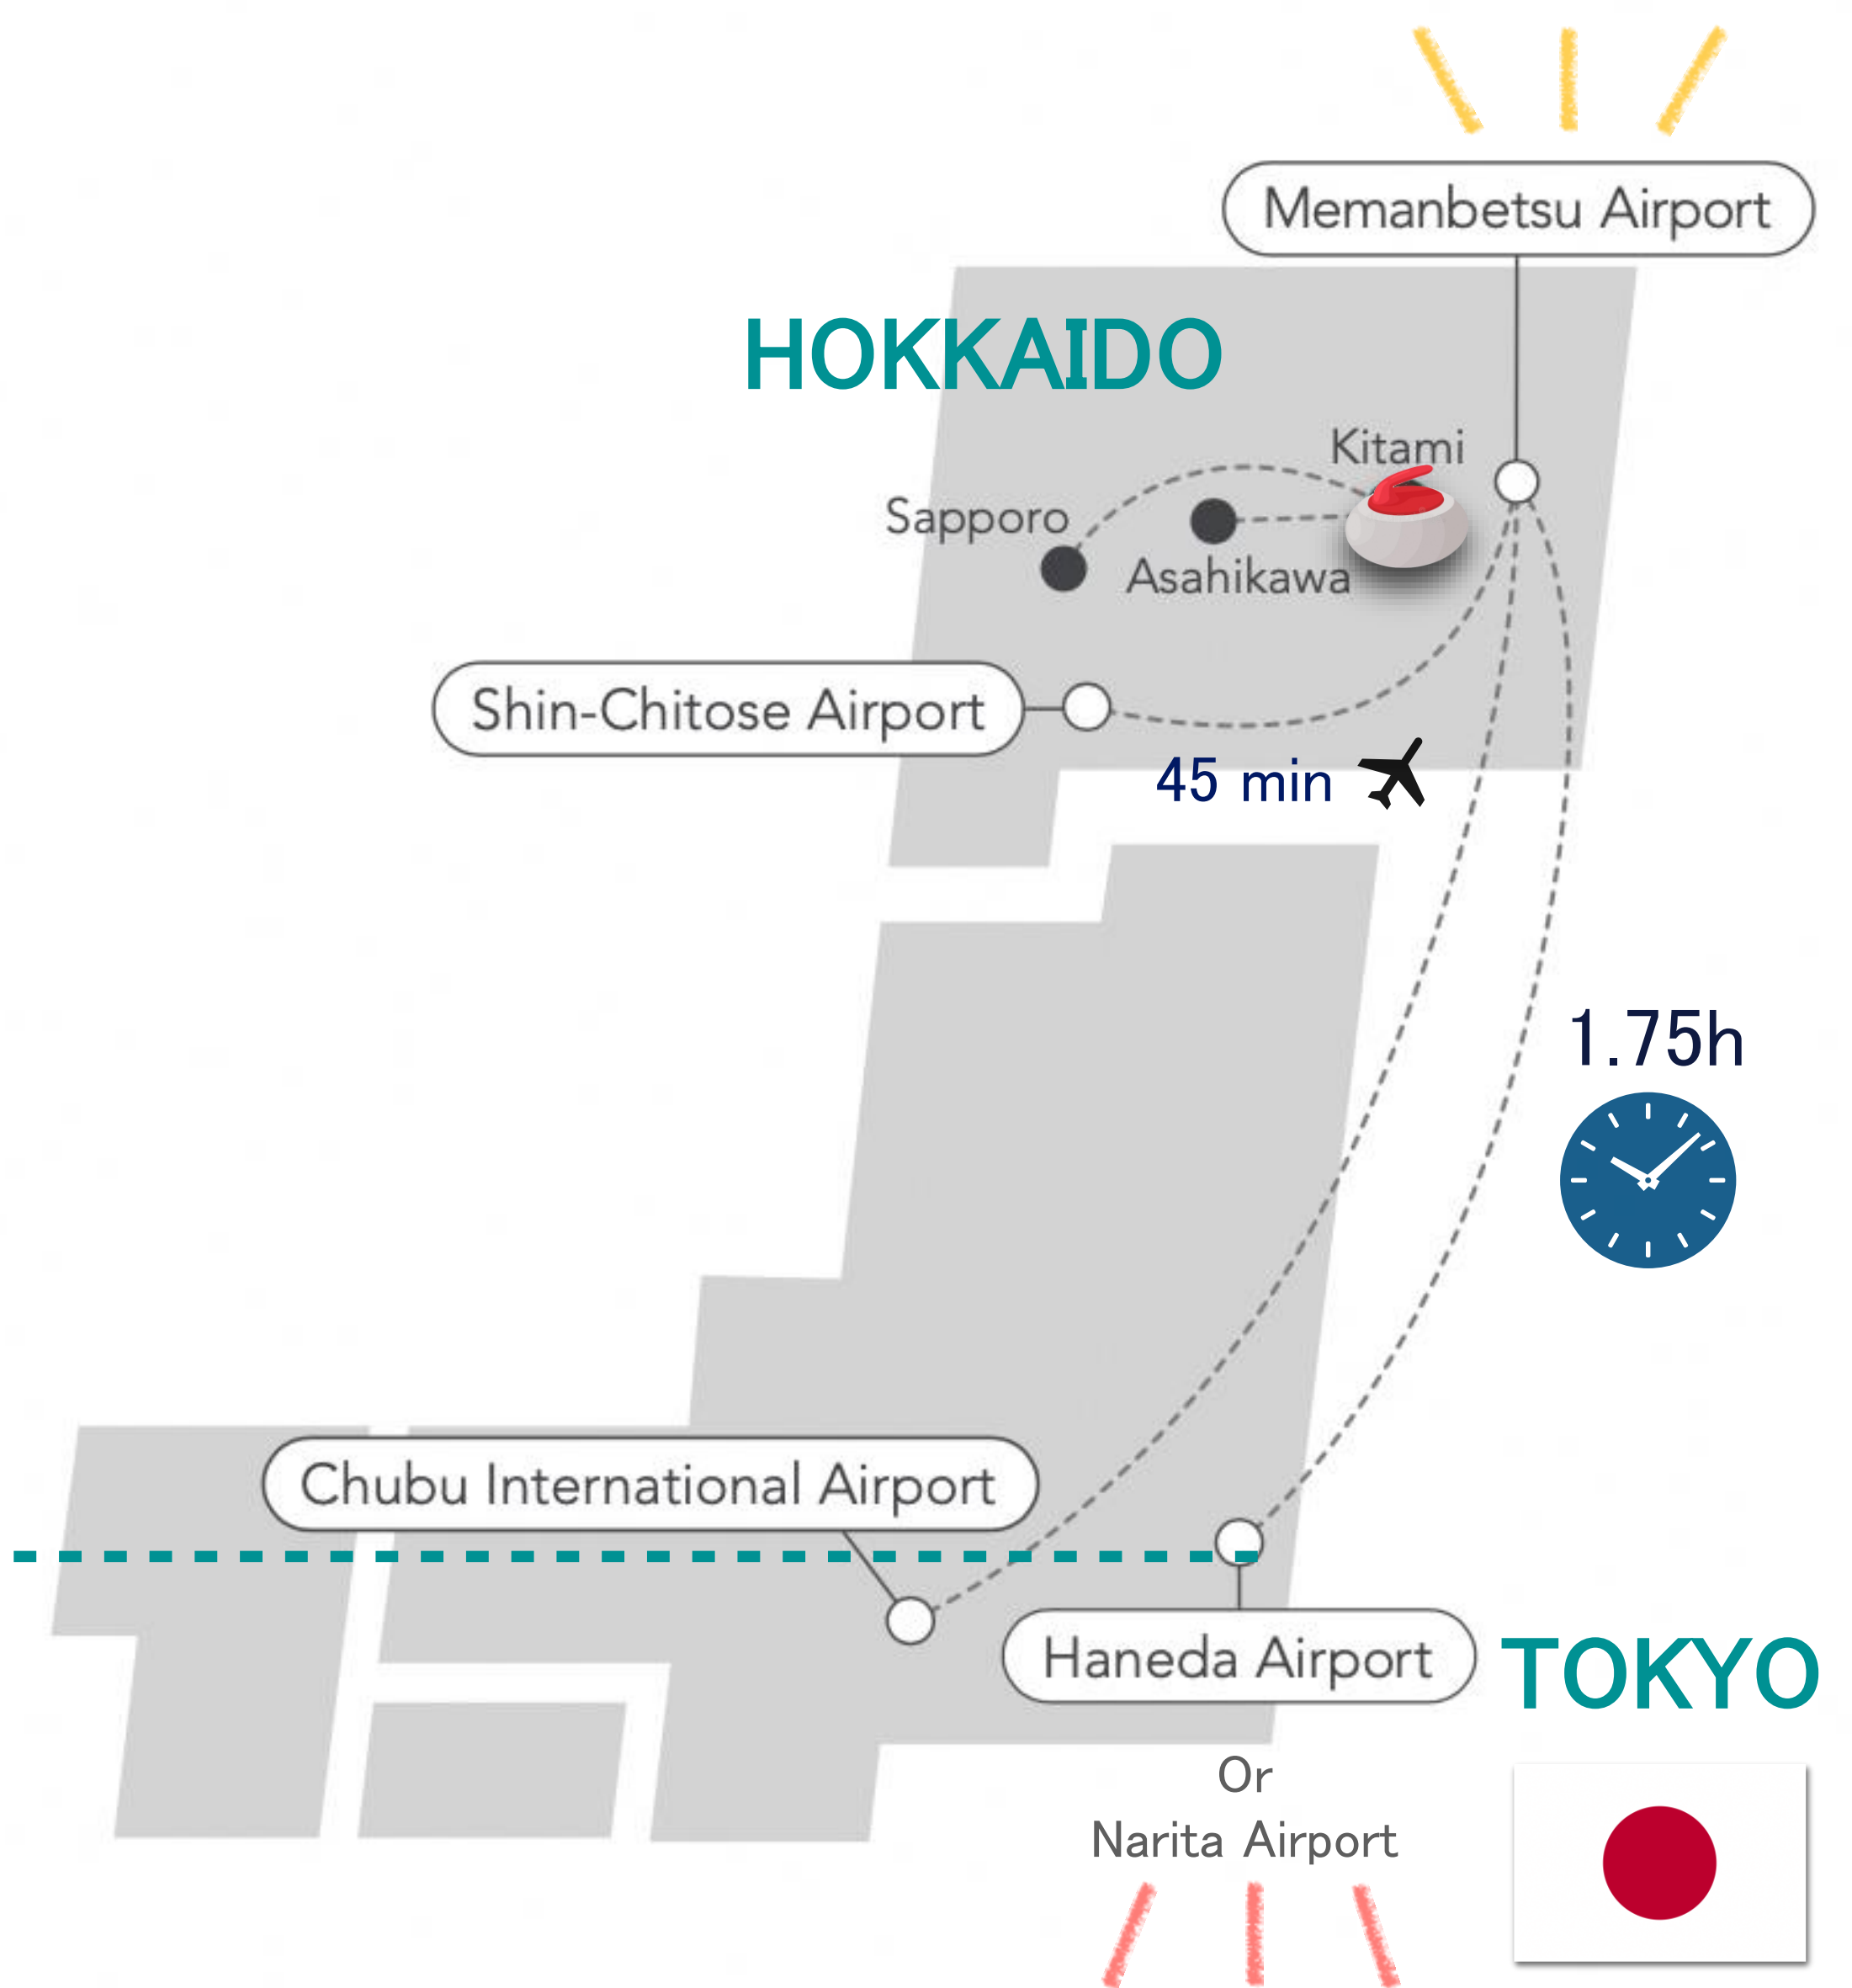 Memanbetsu Airport
HOKKAIDO
Kitami
Sapporo
Asahikawa
Shin-Chitose Airport
45 min
1.75h
Chubu International Airport
Haneda Airport
TOKYO
Or
Narita Airport